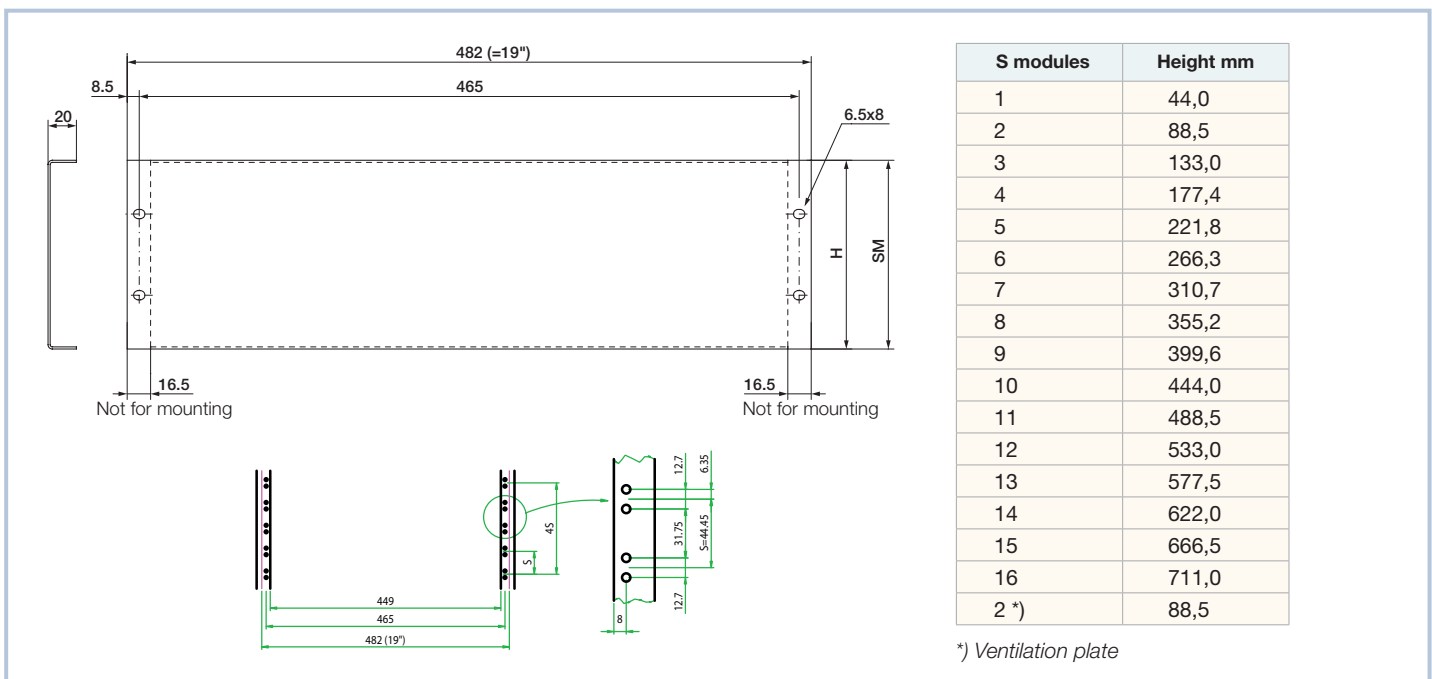 482 (=19")
8.5
465
20
6.5x8
H
SM
16.5
16.5
Not for mounting
Not for mounting
12.7
6.35
4S
S
31.75
S=44.45
12.7
8
449
465
482 (19")
S modules Height mm
1 44,0
2 88,5
3 133,0
4 177,4
5 221,8
6 266,3
7 310,7
8 355,2
9 399,6
10 444,0
11 488,5
12 533,0
13 577,5
14 622,0
15 666,5
16 711,0
2 *) 88,5
*) Ventilation plate